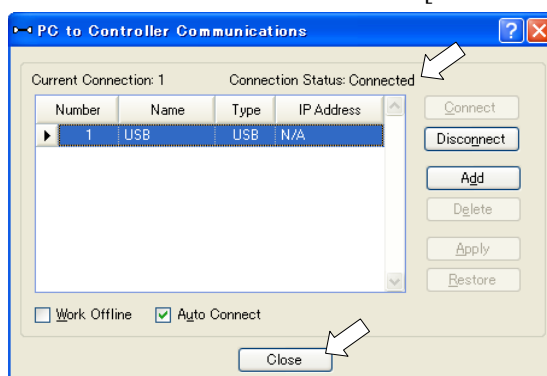 PC to Controller Communications
Current Connection: 1 Connection Status: Connected
Number Name Type IP Address
1 USB USB N/A
Connect
Disconnect
Add
Delete
Apply
Restore
Work Offline Auto Connect
Close